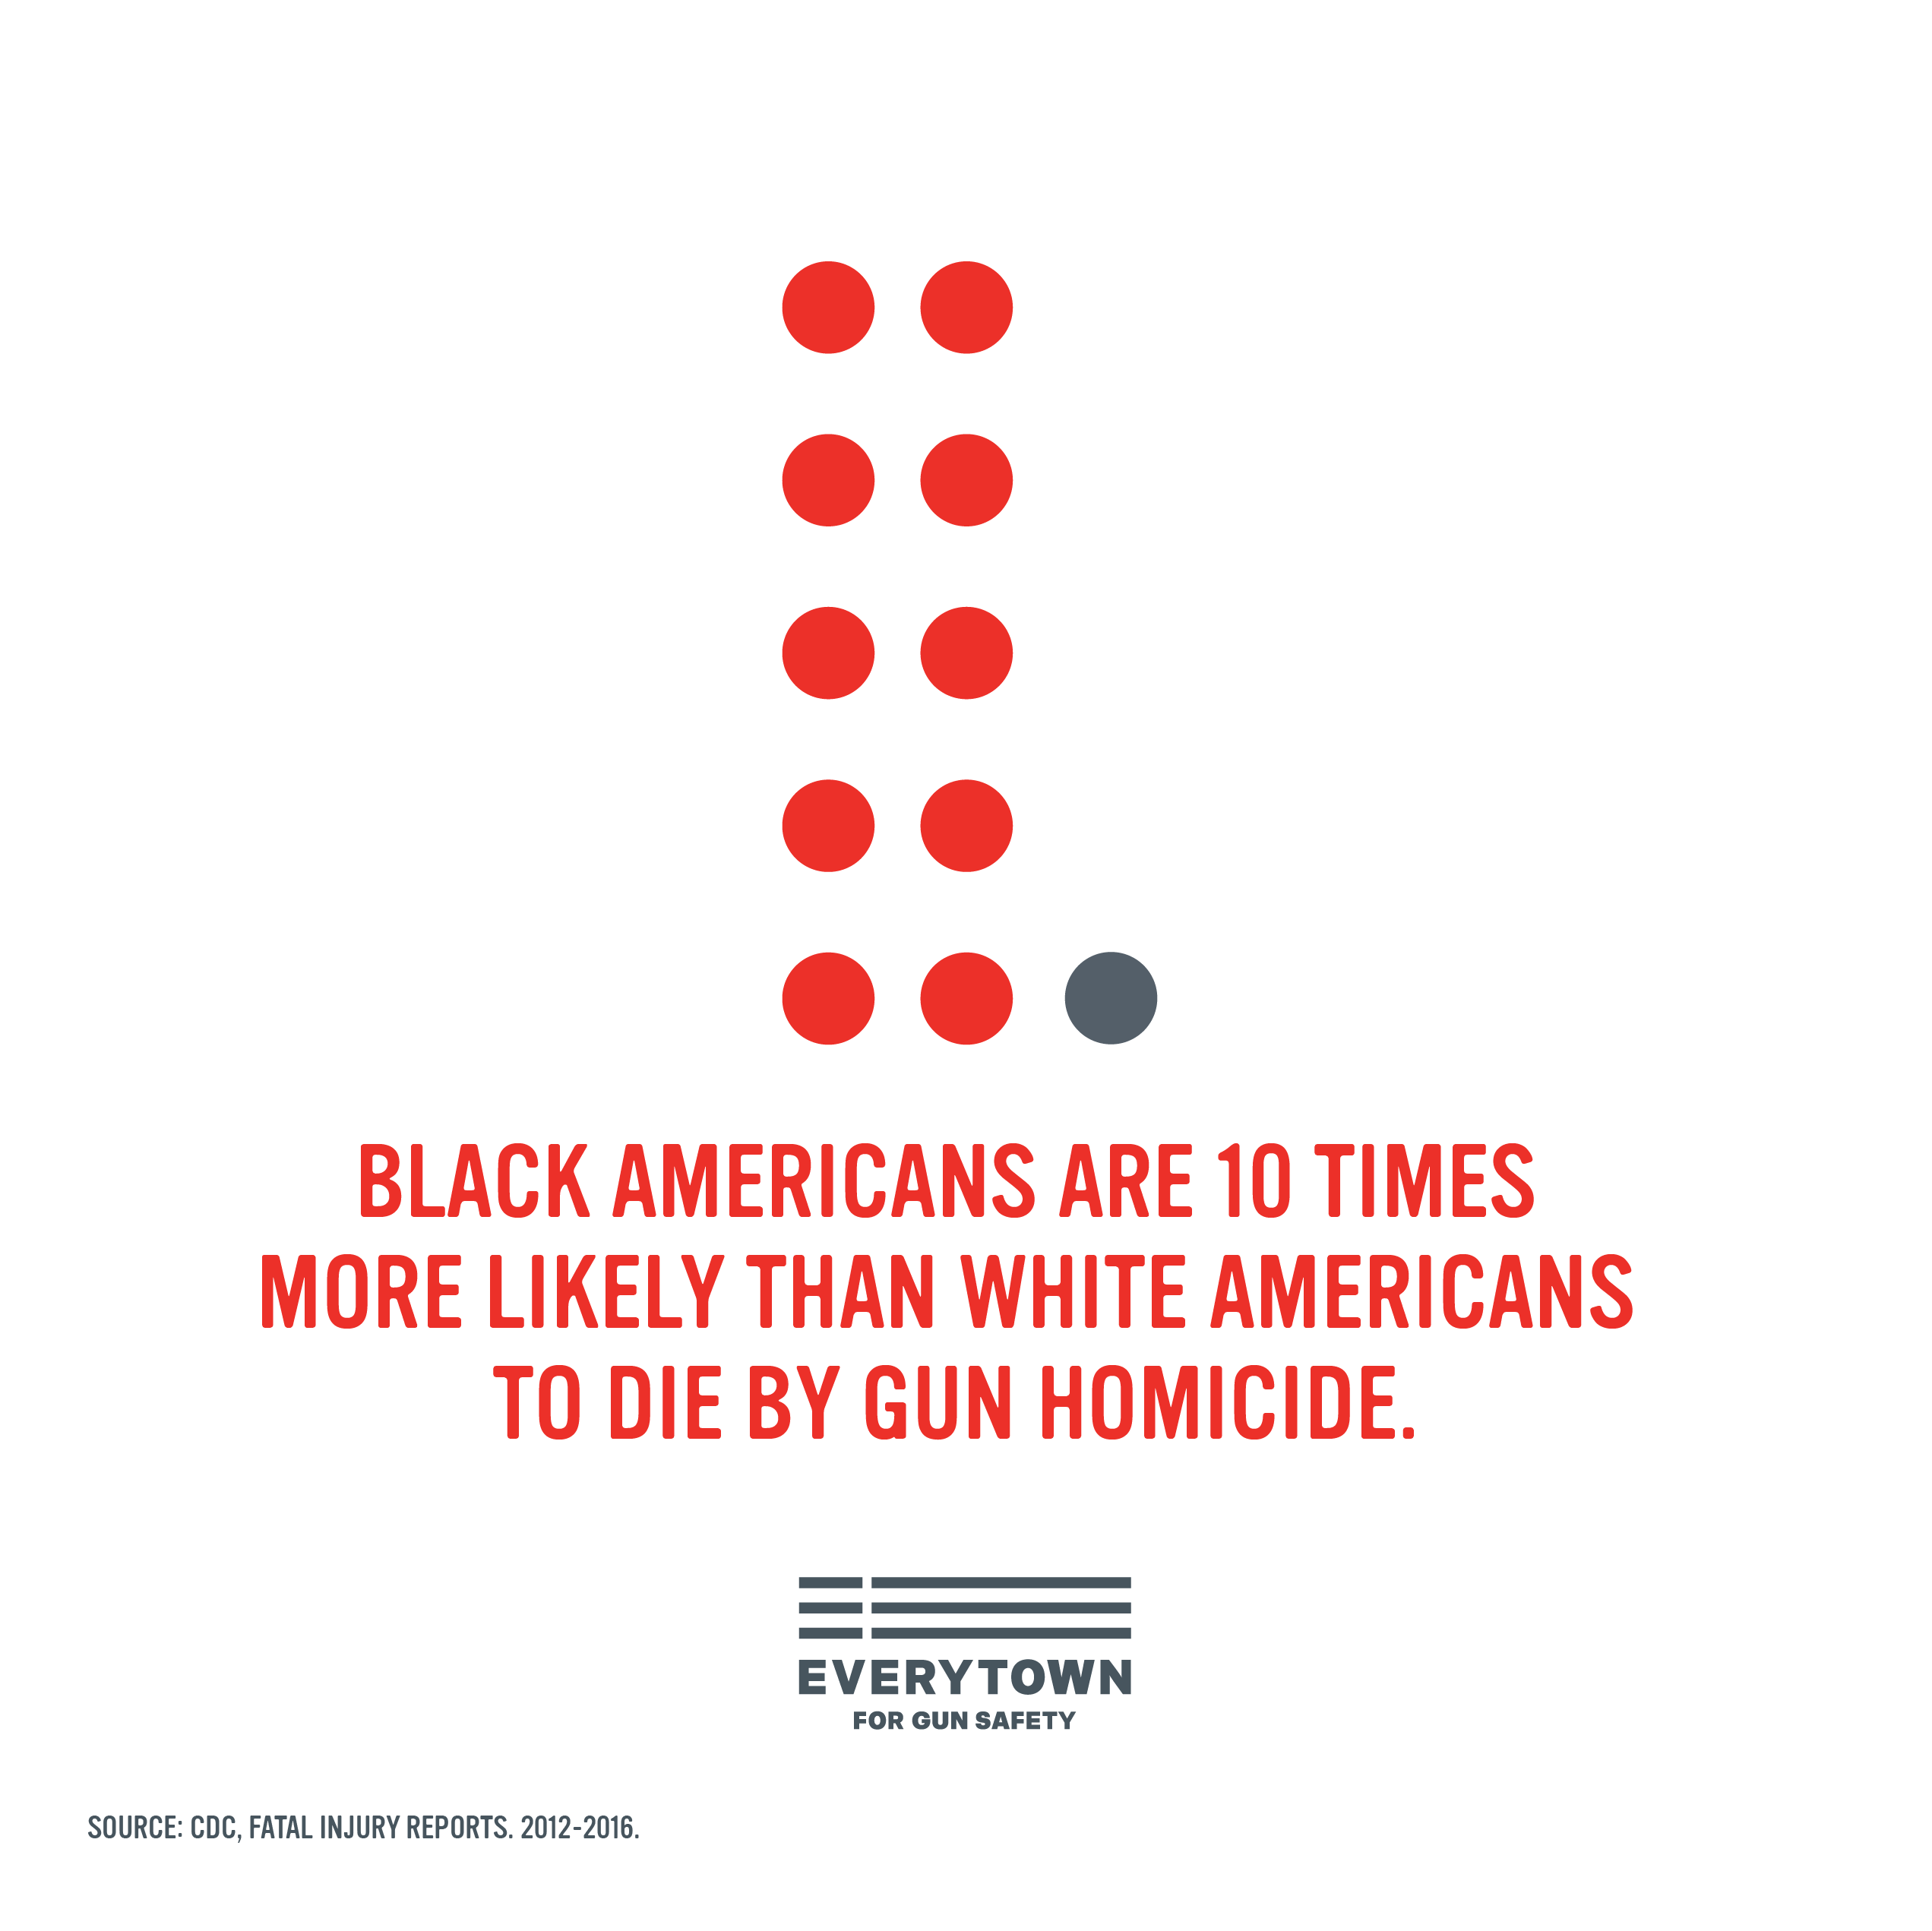 BLACK AMERICANS ARE 10 TIMES
MORE LIKELY THAN WHITE AMERICANS
TO DIE BY GUN HOMICIDE.
EVERYTOWN
FOR GUN SAFETY
SOURCE: CDC, FATAL INJURY REPORTS. 2012-2016.